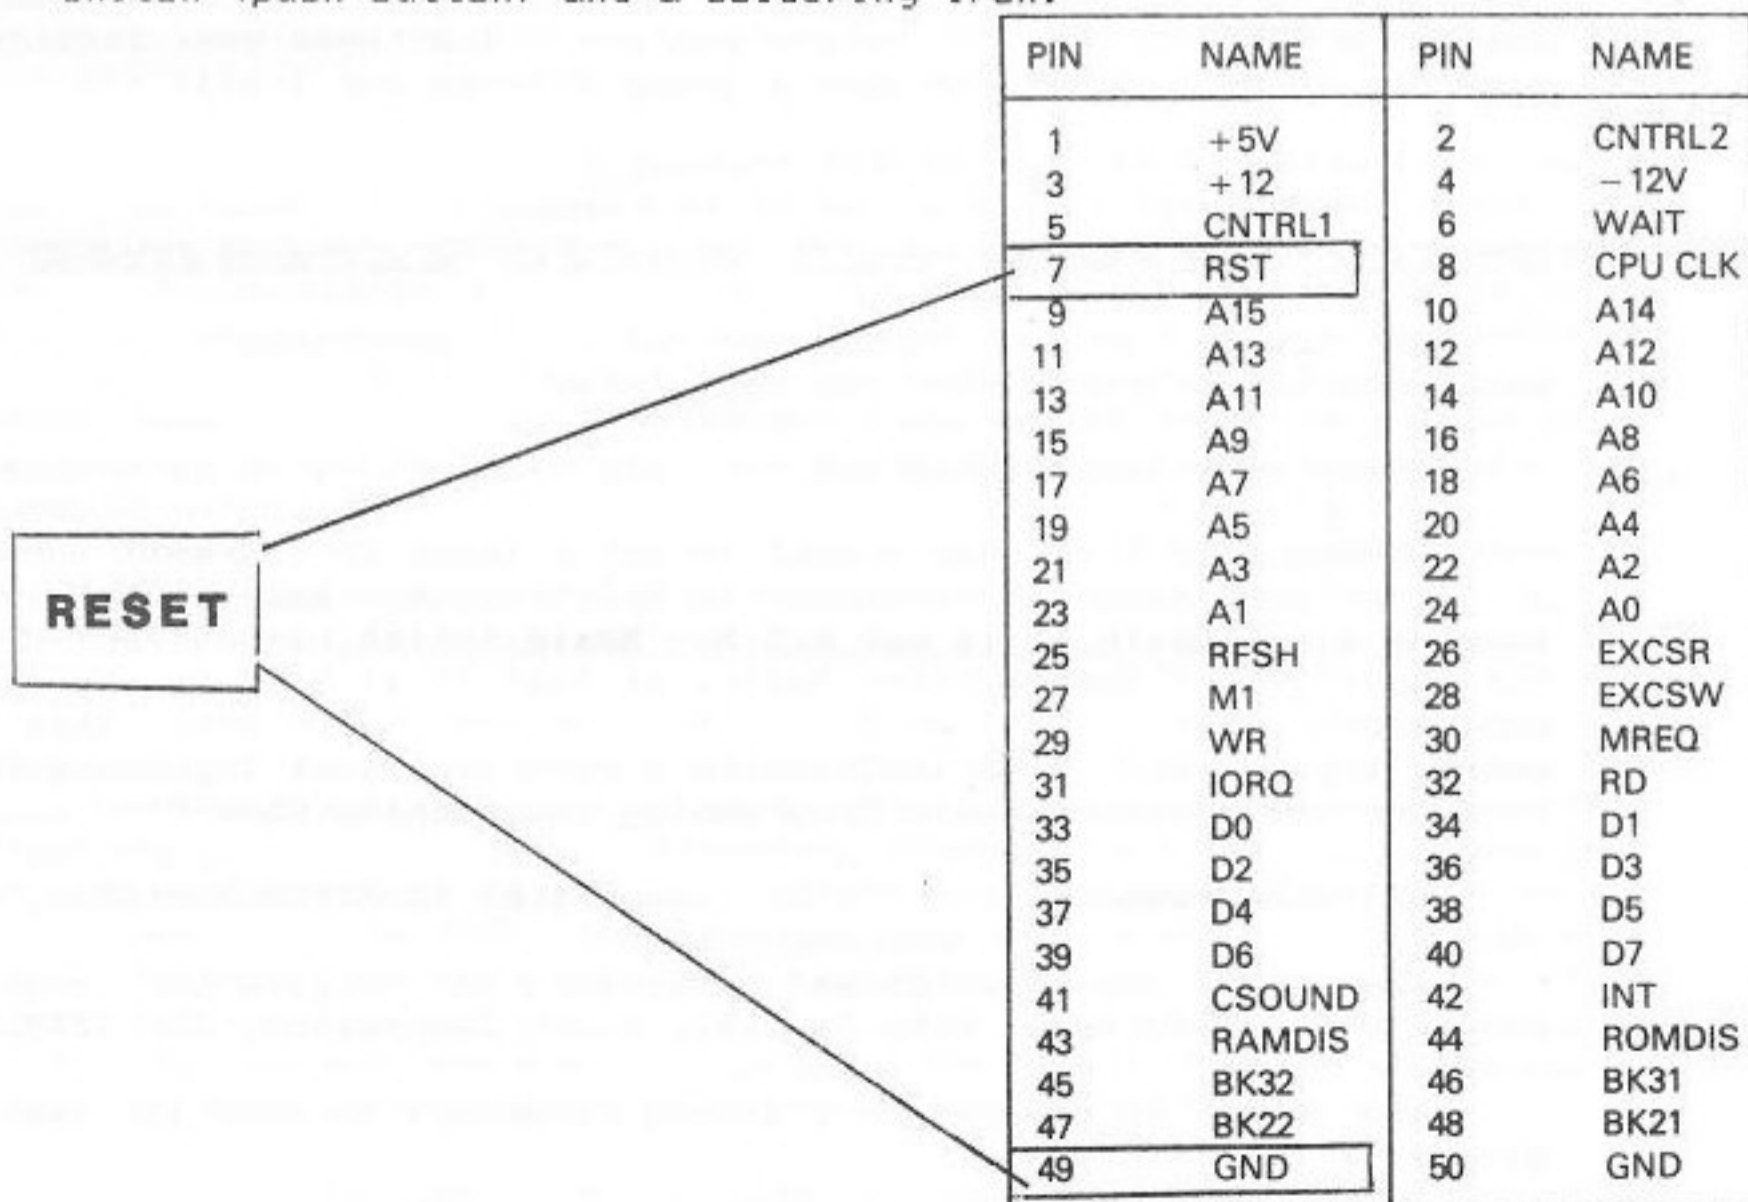 PIN NAME PIN NAME
1 +5V 2 CNTRL2
3 +12 4 −12V
5 CNTRL1 6 WAIT
7 RST 8 CPU CLK
9 A15 10 A14
11 A13 12 A12
13 A11 14 A10
15 A9 16 A8
17 A7 18 A6
19 A5 20 A4
RESET
21 A3 22 A2
23 A1 24 A0
25 RFSH 26 EXCSR
27 M1 28 EXCSW
29 WR 30 MREQ
31 IORQ 32 RD
33 D0 34 D1
35 D2 36 D3
37 D4 38 D5
39 D6 40 D7
41 CSOUND 42 INT
43 RAMDIS 44 ROMDIS
45 BK32 46 BK31
47 BK22 48 BK21
49 GND 50 GND